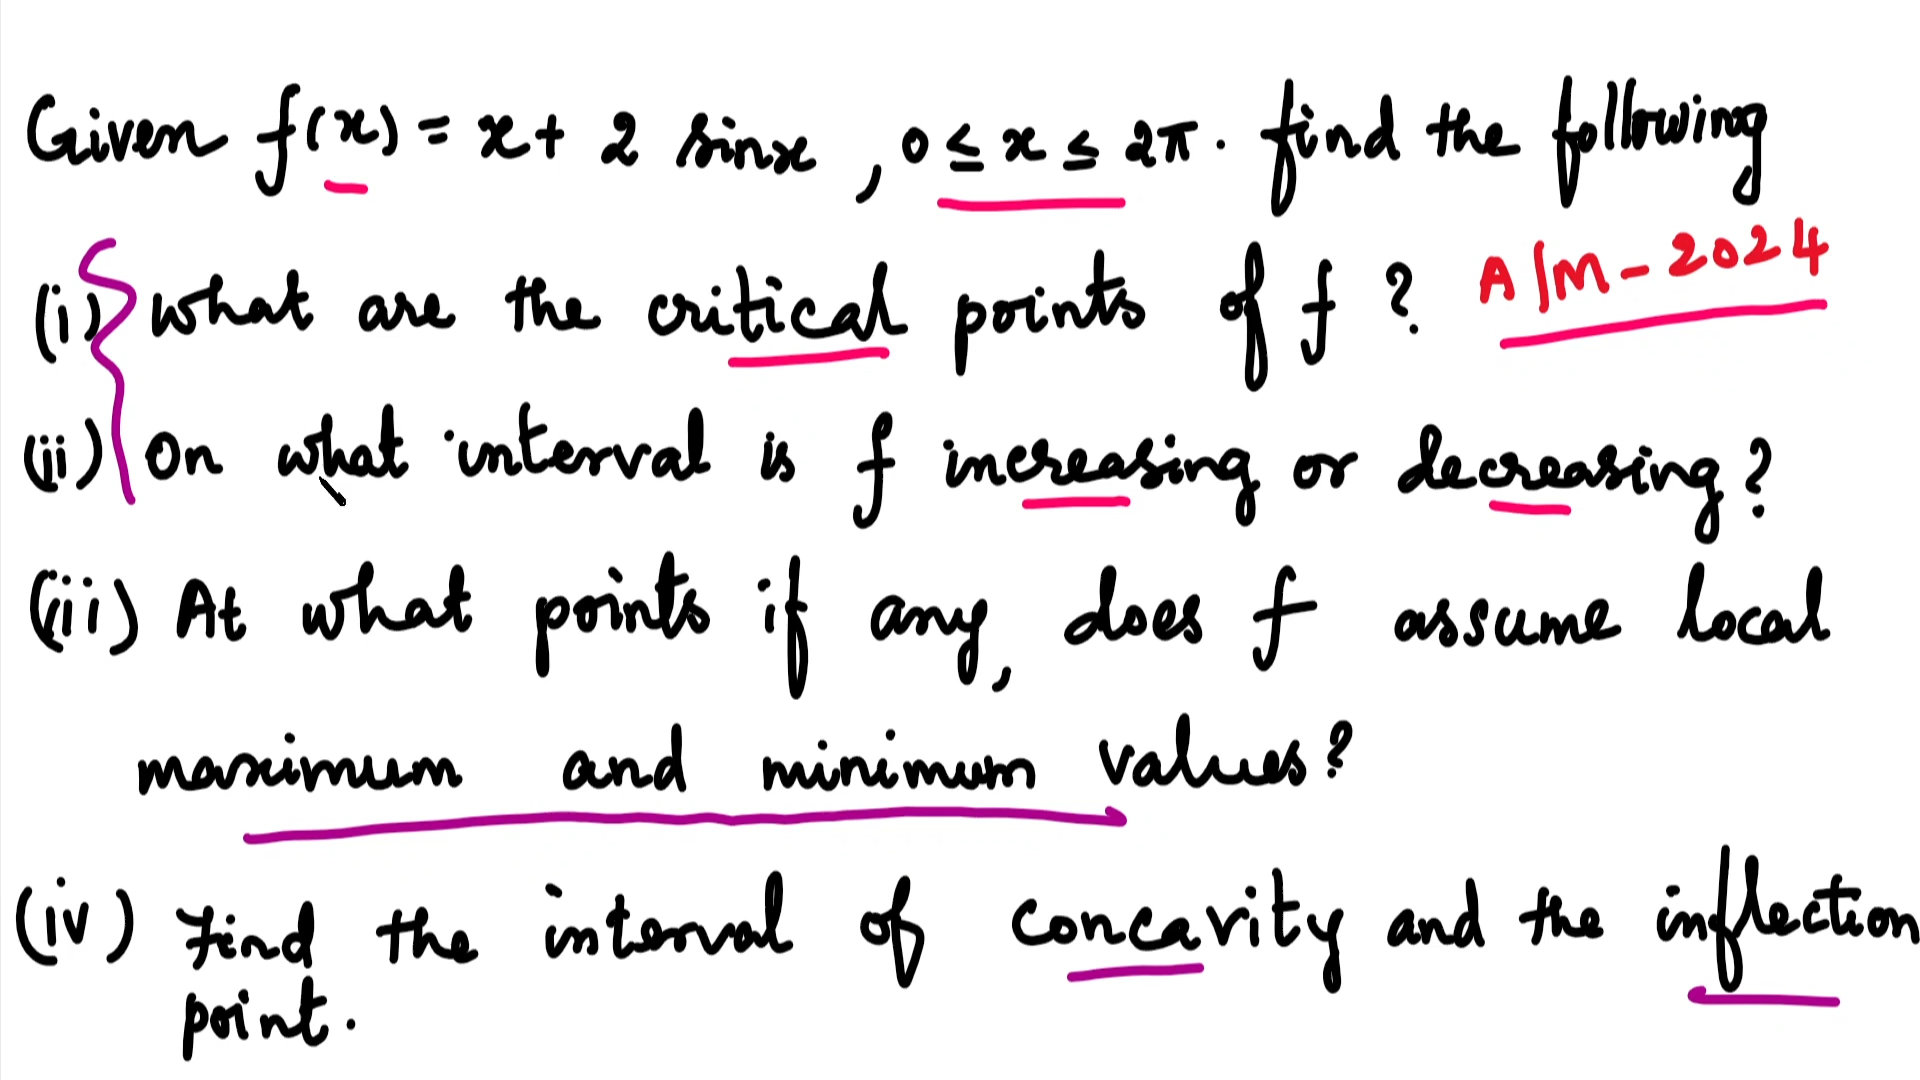 Given f(x) = x + 2 sinx, 0 ≤ x ≤ 2π. find the following
(i) what are the critical points of f? A/M-2024
(ii) On what interval is f increasing or decreasing?
(iii) At what points if any, does f assume local
maximum and minimum values?
(iv) Find the interval of concavity and the inflection
point.